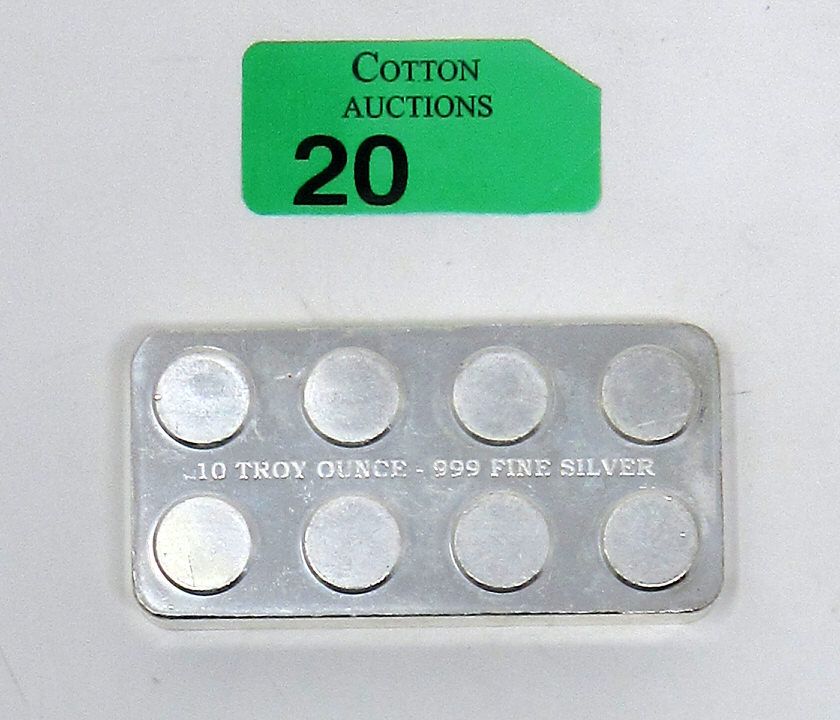 COTTON
AUCTIONS
20
10 TROY OUNCE - 999 FINE SILVER